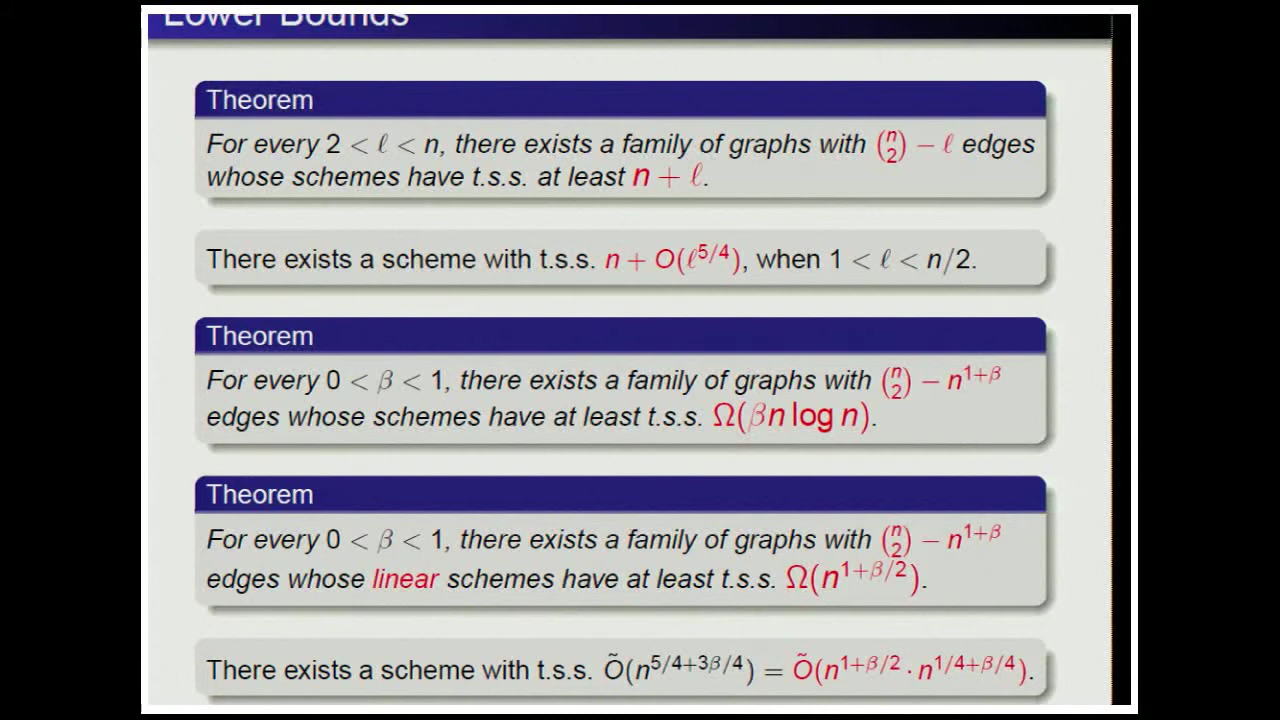 Lower Bounds
Theorem
For every 2 < ℓ < n, there exists a family of graphs with (n 2) − ℓ edges
whose schemes have t.s.s. at least n + ℓ.
There exists a scheme with t.s.s. n + O(ℓ^{5/4}), when 1 < ℓ < n/2.
Theorem
For every 0 < β < 1, there exists a family of graphs with (n 2) − n^{1+β}
edges whose schemes have at least t.s.s. Ω(βn log n).
Theorem
For every 0 < β < 1, there exists a family of graphs with (n 2) − n^{1+β}
edges whose linear schemes have at least t.s.s. Ω(n^{1+β/2}).
There exists a scheme with t.s.s. Õ(n^{5/4+3β/4}) = Õ(n^{1+β/2} · n^{1/4+β/4}).